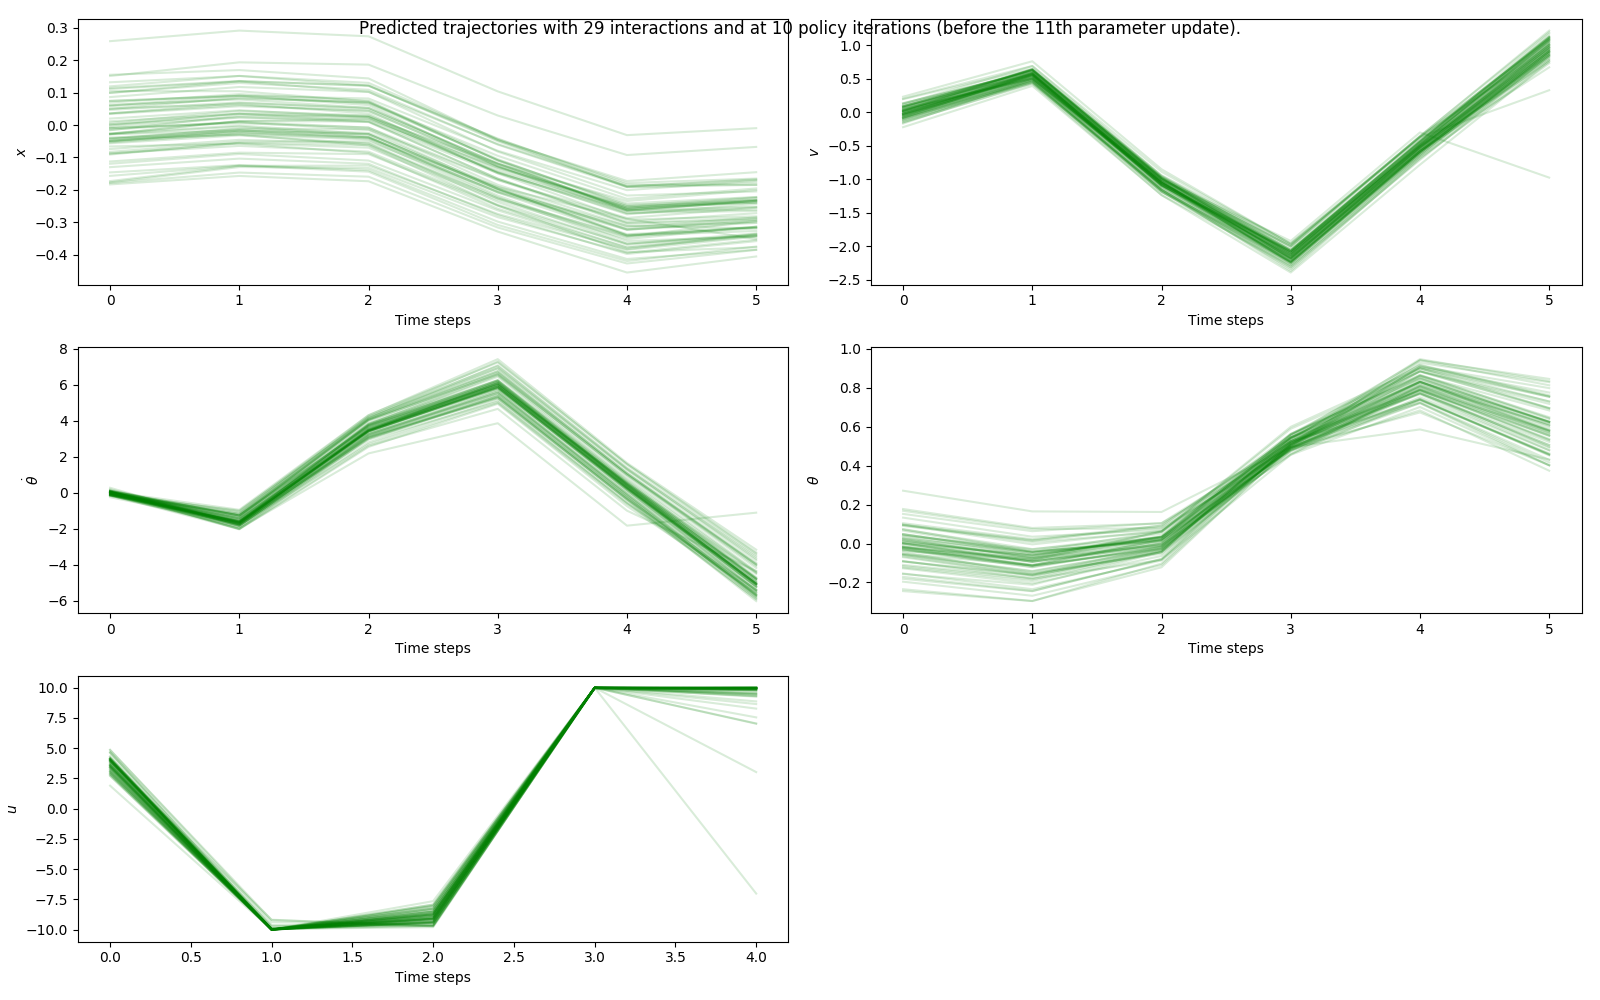 Predicted trajectories with 29 interactions and at 10 policy iterations (before the 11th parameter update).
0.3
0.2
0.1
0.0
−0.1
−0.2
−0.3
−0.4
x
0 1 2 3 4 5
Time steps
1.0
0.5
0.0
−0.5
−1.0
−1.5
−2.0
−2.5
v
0 1 2 3 4 5
Time steps
8
6
4
2
0
−2
−4
−6
θ̇
0 1 2 3 4 5
Time steps
1.0
0.8
0.6
0.4
0.2
0.0
−0.2
θ
0 1 2 3 4 5
Time steps
10.0
7.5
5.0
2.5
0.0
−2.5
−5.0
−7.5
−10.0
u
0.0 0.5 1.0 1.5 2.0 2.5 3.0 3.5 4.0
Time steps